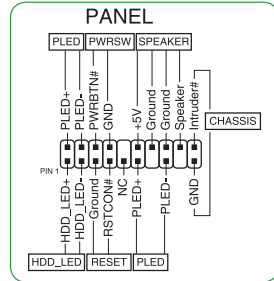 PANEL
PLED PWRSW SPEAKER
PLED+
PLED-
PWRBTN#
GND
+5V
Ground
Ground
Speaker
Intruder#
CHASSIS
PIN 1
HDD_LED+
HDD_LED-
Ground
RSTCON#
NC
PLED+
PLED-
GND
HDD_LED RESET PLED